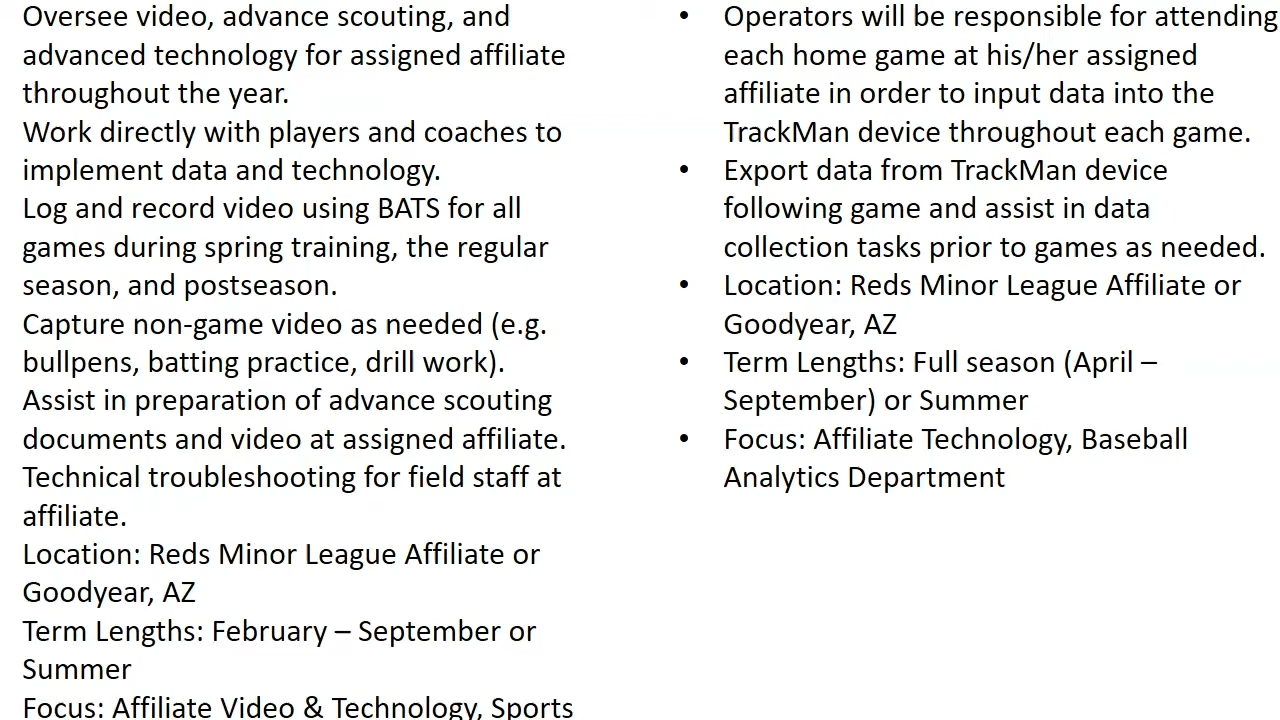 Oversee video, advance scouting, and
advanced technology for assigned affiliate
throughout the year.
Work directly with players and coaches to
implement data and technology.
Log and record video using BATS for all
games during spring training, the regular
season, and postseason.
Capture non-game video as needed (e.g.
bullpens, batting practice, drill work).
Assist in preparation of advance scouting
documents and video at assigned affiliate.
Technical troubleshooting for field staff at
affiliate.
Location: Reds Minor League Affiliate or
Goodyear, AZ
Term Lengths: February – September or
Summer
Focus: Affiliate Video & Technology, Sports
• Operators will be responsible for attending
each home game at his/her assigned
affiliate in order to input data into the
TrackMan device throughout each game.
• Export data from TrackMan device
following game and assist in data
collection tasks prior to games as needed.
• Location: Reds Minor League Affiliate or
Goodyear, AZ
• Term Lengths: Full season (April –
September) or Summer
• Focus: Affiliate Technology, Baseball
Analytics Department